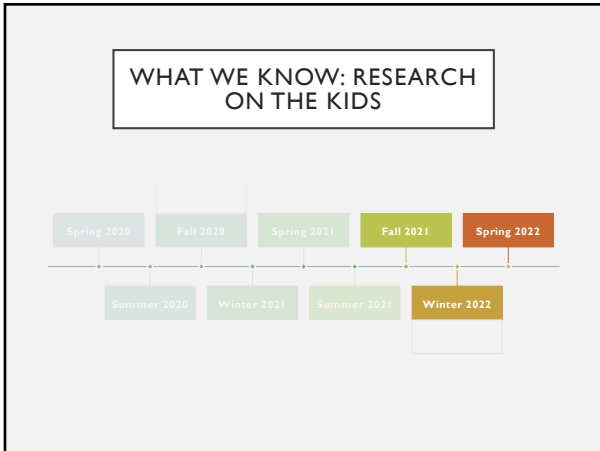 WHAT WE KNOW: RESEARCH
ON THE KIDS
Spring 2020
Fall 2020
Spring 2021
Fall 2021
Spring 2022
Summer 2020
Winter 2021
Summer 2021
Winter 2022